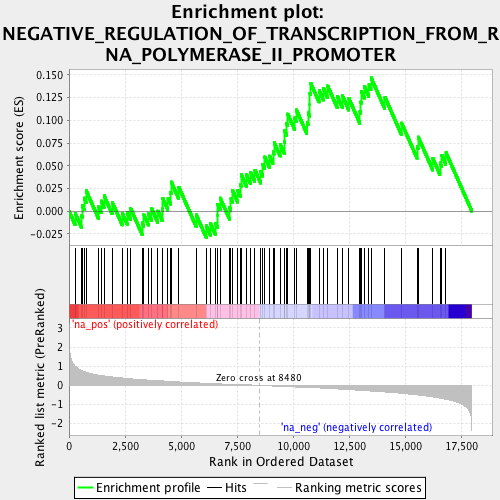 Enrichment plot:
NEGATIVE_REGULATION_OF_TRANSCRIPTION_FROM_R
NA_POLYMERASE_II_PROMOTER
Enrichment score (ES)
0.150
0.125
0.100
0.075
0.050
0.025
0.000
-0.025
'na_pos' (positively correlated)
Ranked list metric (PreRanked)
3
2
1
0
-1
-2
Zero cross at 8480
'na_neg' (negatively correlated)
0
2,500
5,000
7,500
10,000
12,500
15,000
17,500
Rank in Ordered Dataset
Enrichment profile
Hits
Ranking metric scores